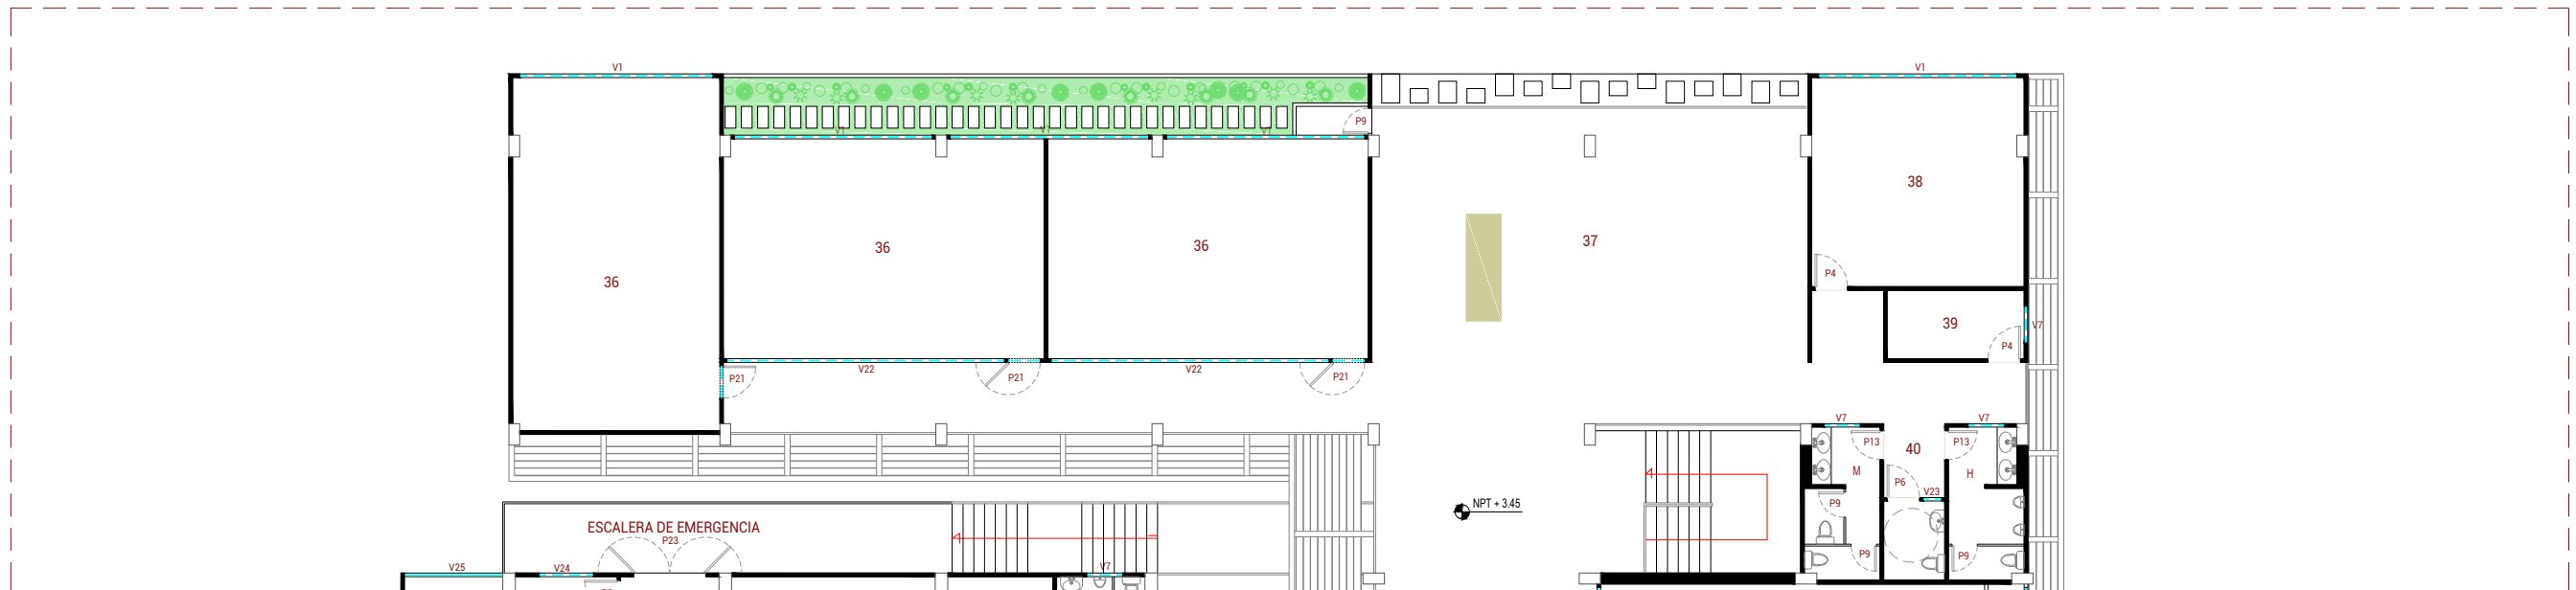 V1
V1
V1
V1
V1
P9
38
36
36
37
36
P4
39
V7
P4
V22
V22
P21
P21
P21
V7
V7
P13
40
P13
M
H
P6
V23
P9
NPT + 3.45
ESCALERA DE EMERGENCIA
P23
P9
P9
V25
V24
V7